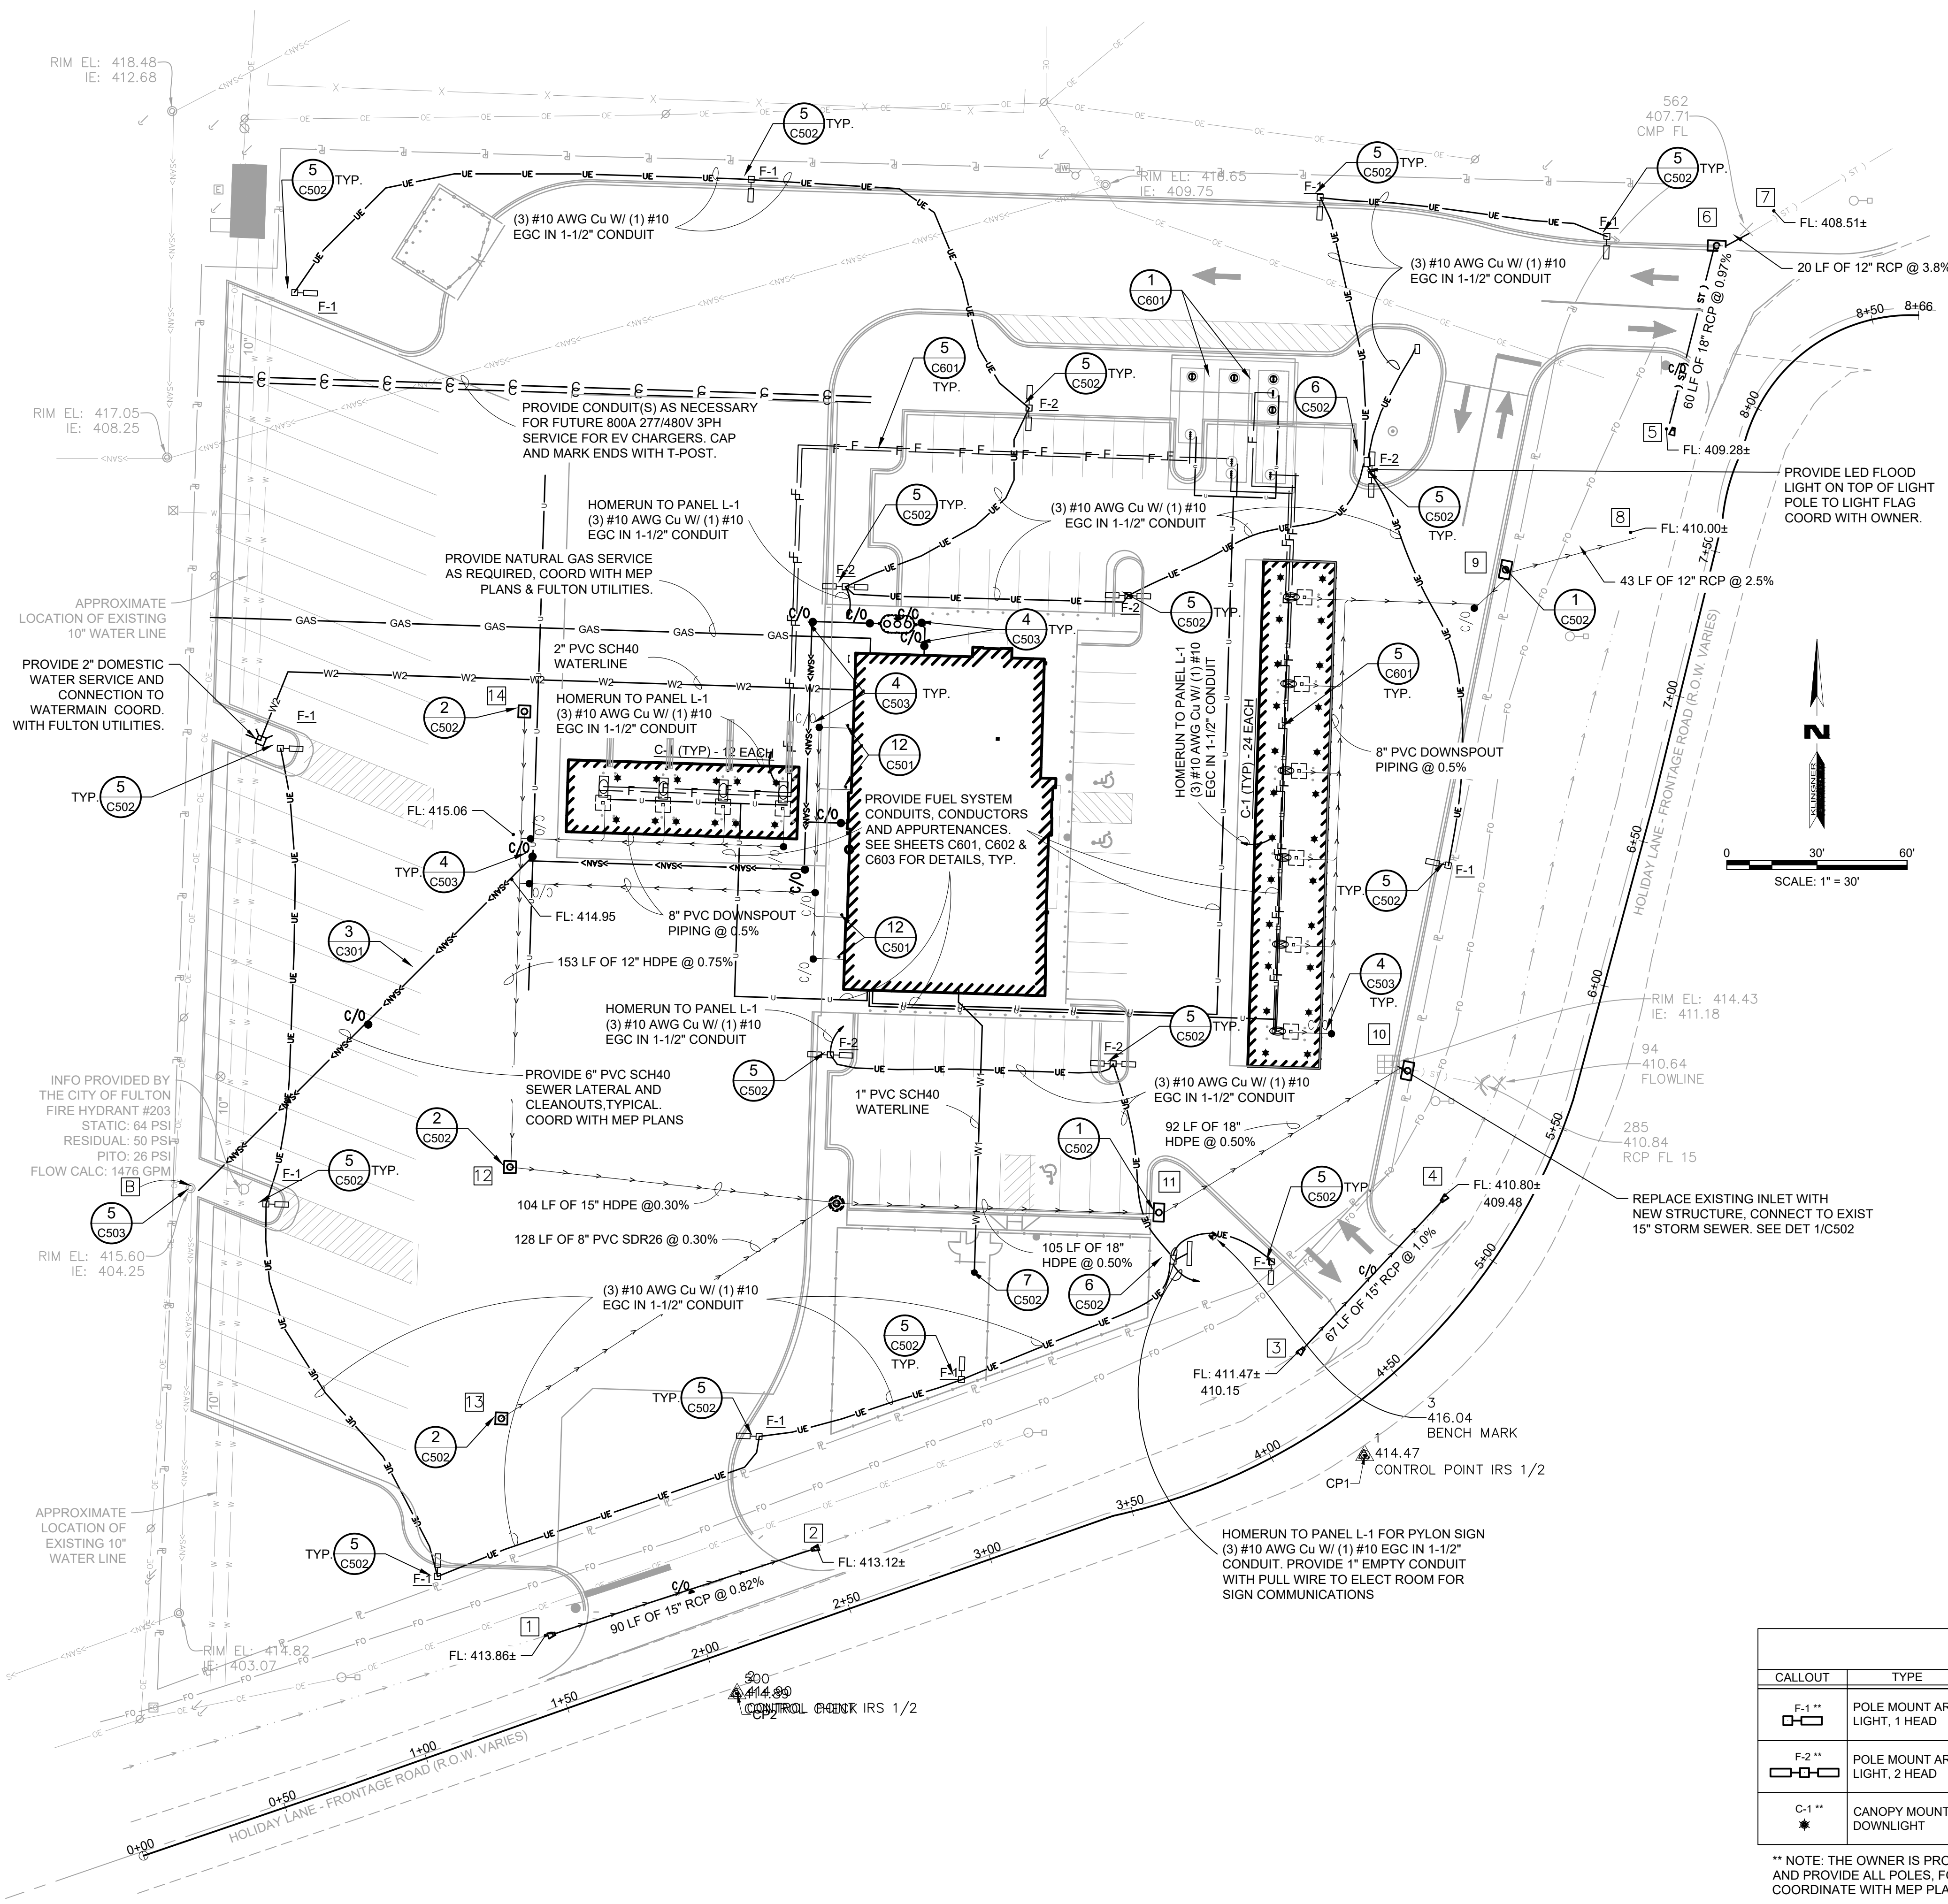 RIM EL: 418.48
IE: 412.68
5
C502
TYP.
5
C502
TYP.
F-1
(3) #10 AWG Cu W/ (1) #10
EGC IN 1-1/2" CONDUIT
F-1
562
407.71
CMP FL
5
C502
TYP.
5
C502
TYP.
F-1
F-1
RIM EL: 416.65
IE: 409.75
6
7
FL: 408.51±
20 LF OF 12" RCP @ 3.8%
(3) #10 AWG Cu W/ (1) #10
EGC IN 1-1/2" CONDUIT
1
C601
60 LF OF 18" RCP @ 0.97%
8+50
8+66
5
C601
TYP.
5
C502
TYP.
F-2
6
C502
F-2
C/O
5
FL: 409.28±
8+00
RIM EL: 417.05
IE: 408.25
PROVIDE CONDUIT(S) AS NECESSARY
FOR FUTURE 800A 277/480V 3PH
SERVICE FOR EV CHARGERS. CAP
AND MARK ENDS WITH T-POST.
PROVIDE LED FLOOD
LIGHT ON TOP OF LIGHT
POLE TO LIGHT FLAG
COORD WITH OWNER.
5
C502
TYP.
HOMERUN TO PANEL L-1
(3) #10 AWG Cu W/ (1) #10
EGC IN 1-1/2" CONDUIT
5
C502
TYP.
(3) #10 AWG Cu W/ (1) #10
EGC IN 1-1/2" CONDUIT
8
FL: 410.00±
7+50
9
43 LF OF 12" RCP @ 2.5%
PROVIDE NATURAL GAS SERVICE
AS REQUIRED, COORD WITH MEP
PLANS & FULTON UTILITIES.
F-2
F-2
5
C502
TYP.
1
C502
C/O
APPROXIMATE
LOCATION OF EXISTING
10" WATER LINE
GAS
GAS
GAS
GAS
GAS
GAS
C/O
C/O
C/O
C/O
4
C503
TYP.
PROVIDE 2" DOMESTIC
WATER SERVICE AND
CONNECTION TO
WATERMAIN COORD.
WITH FULTON UTILITIES.
2" PVC SCH40
WATERLINE
4
C503
TYP.
5
C601
TYP.
14
2
C502
HOMERUN TO PANEL L-1
(3) #10 AWG Cu W/ (1) #10
EGC IN 1-1/2" CONDUIT
C-1 (TYP) - 12 EACH
HOMERUN TO PANEL L-1
(3) #10 AWG Cu W/ (1) #10
EGC IN 1-1/2" CONDUIT
C-1 (TYP) - 24 EACH
7+00
HOLIDAY LANE - FRONTAGE ROAD (R.O.W. VARIES)
N
KLINGNER
F-1
5
C502
TYP.
12
C501
8" PVC DOWNSPOUT
PIPING @ 0.5%
FL: 415.06
C/O
C/O
C/O
PROVIDE FUEL SYSTEM
CONDUITS, CONDUCTORS
AND APPURTENANCES.
SEE SHEETS C601, C602 &
C603 FOR DETAILS, TYP.
6+50
0
30'
60'
SCALE: 1" = 30'
TYP.
4
C503
C/O
FL: 414.95
8" PVC DOWNSPOUT
PIPING @ 0.5%
TYP.
5
C502
F-1
3
C301
12
C501
153 LF OF 12" HDPE @ 0.75%
C/O
4
C503
TYP.
6+00
C/O
HOMERUN TO PANEL L-1
(3) #10 AWG Cu W/ (1) #10
EGC IN 1-1/2" CONDUIT
F-2
5
C502
TYP.
F-2
10
RIM EL: 414.43
IE: 411.18
94
410.64
FLOWLINE
INFO PROVIDED BY
THE CITY OF FULTON
FIRE HYDRANT #203
STATIC: 64 PSI
RESIDUAL: 50 PSI
PITO: 26 PSI
FLOW CALC: 1476 GPM
B
PROVIDE 6" PVC SCH40
SEWER LATERAL AND
CLEANOUTS,TYPICAL.
COORD WITH MEP PLANS
5
C502
1" PVC SCH40
WATERLINE
(3) #10 AWG Cu W/ (1) #10
EGC IN 1-1/2" CONDUIT
92 LF OF 18"
HDPE @ 0.50%
5+50
285
410.84
RCP FL 15
2
C502
12
1
C502
11
F-1
5
C502
TYP.
5
C503
104 LF OF 15" HDPE @0.30%
5
C502
TYP.
4
FL: 410.80±
409.48
REPLACE EXISTING INLET WITH
NEW STRUCTURE, CONNECT TO EXIST
15" STORM SEWER. SEE DET 1/C502
RIM EL: 415.60
IE: 404.25
128 LF OF 8" PVC SDR26 @ 0.30%
105 LF OF 18"
HDPE @ 0.50%
F-1
C/O
5+00
7
C502
6
C502
67 LF OF 15" RCP @ 1.0%
(3) #10 AWG Cu W/ (1) #10
EGC IN 1-1/2" CONDUIT
5
C502
TYP.
F-1
3
FL: 411.47±
410.15
4+50
13
2
C502
TYP.
5
C502
F-1
3
416.04
BENCH MARK
1
414.47
CONTROL POINT IRS 1/2
CP1
4+00
3+50
APPROXIMATE
LOCATION OF
EXISTING 10"
WATER LINE
TYP.
5
C502
F-1
2
FL: 413.12±
3+00
HOMERUN TO PANEL L-1 FOR PYLON SIGN
(3) #10 AWG Cu W/ (1) #10 EGC IN 1-1/2"
CONDUIT. PROVIDE 1" EMPTY CONDUIT
WITH PULL WIRE TO ELECT ROOM FOR
SIGN COMMUNICATIONS
C/O
90 LF OF 15" RCP @ 0.82%
2+50
1
FL: 413.86±
2+00
RIM EL: 414.82
IE: 403.07
1+50
CP2
1+00
0+50
0+00
HOLIDAY LANE - FRONTAGE ROAD (R.O.W. VARIES)
CALLOUT
TYPE
F-1 **
POLE MOUNT AR
LIGHT, 1 HEAD
F-2 **
POLE MOUNT AR
LIGHT, 2 HEAD
C-1 **
CANOPY MOUNT
DOWNLIGHT
** NOTE: THE OWNER IS PRO
AND PROVIDE ALL POLES, FO
COORDINATE WITH MEP PLA